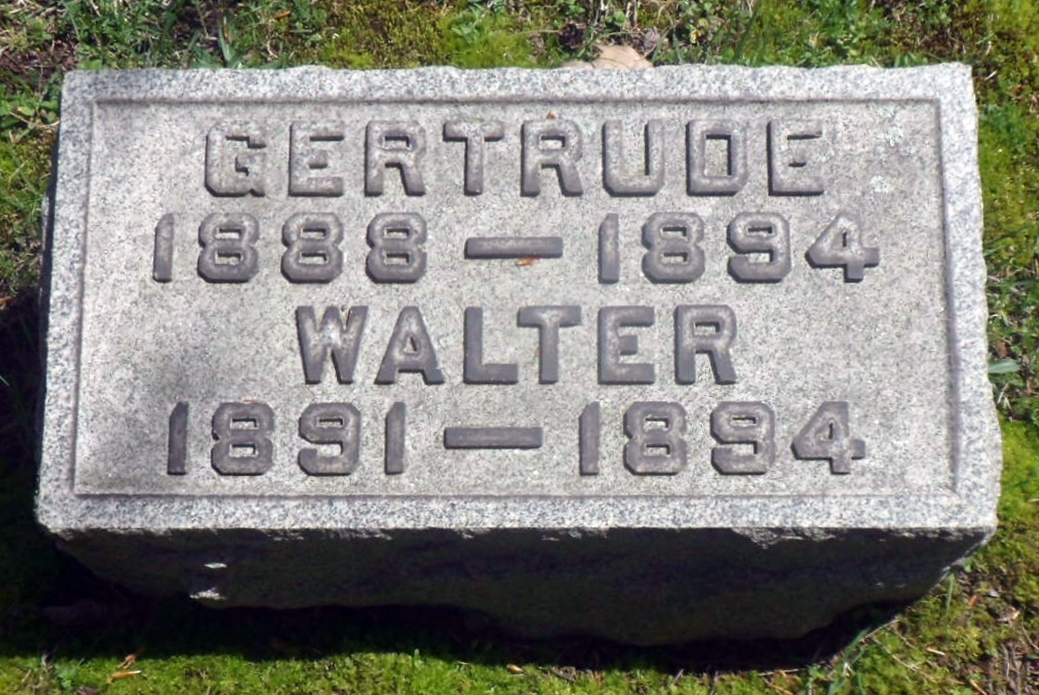 GERTRUDE
1888 — 1894
WALTER
1891 — 1894